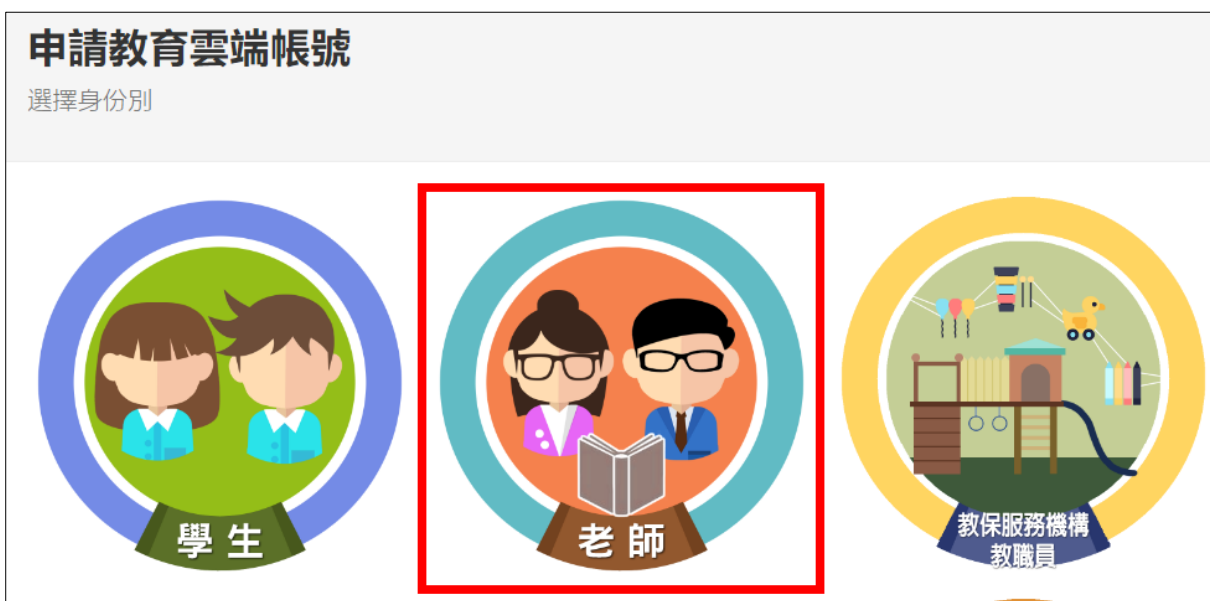 申請教育雲端帳號
選擇身份別
學生
老師
教保服務機構
教職員